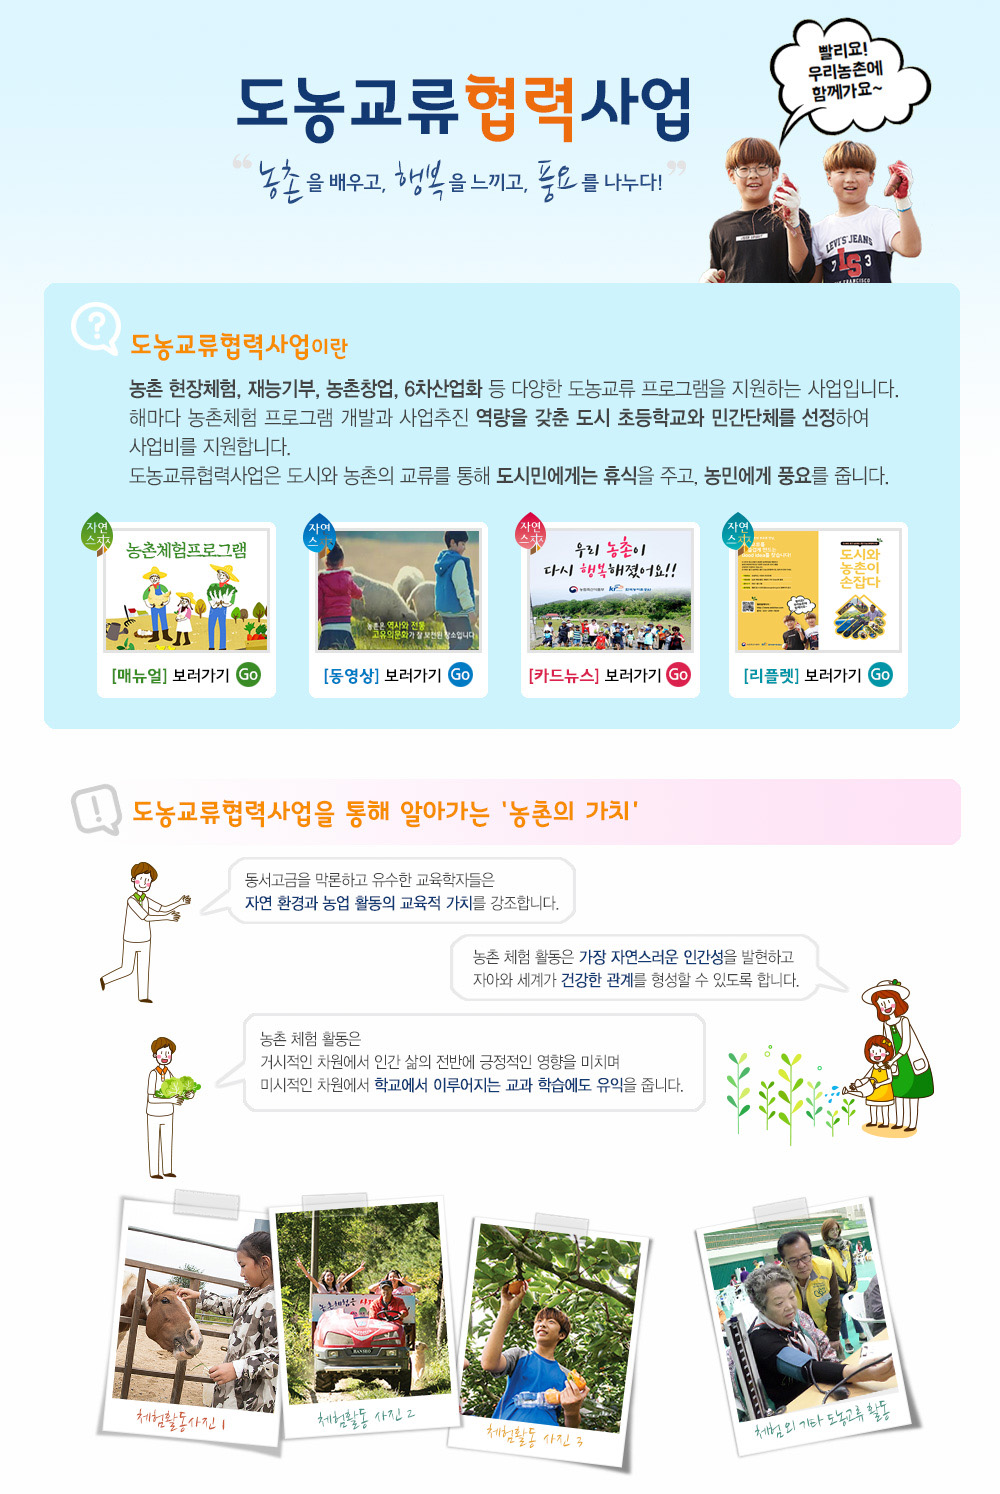 빨리요!
우리농촌에
함께가요~
도농교류협력사업
“농촌을 배우고, 행복을 느끼고, 풍요를 나누다!”
?
도농교류협력사업이란
농촌 현장체험, 재능기부, 농촌창업, 6차산업화 등 다양한 도농교류 프로그램을 지원하는 사업입니다.
해마다 농촌체험 프로그램 개발과 사업추진 역량을 갖춘 도시 초등학교와 민간단체를 선정하여
사업비를 지원합니다.
도농교류협력사업은 도시와 농촌의 교류를 통해 도시민에게는 휴식을 주고, 농민에게 풍요를 줍니다.
자연
스
농촌체험프로그램
[매뉴얼] 보러가기 Go
자연
스
농촌은 역사와 전통
고유의문화가 잘 보전된 장소입니다
[동영상] 보러가기 Go
자연
스
우리 농촌이
다시 행복해졌어요!!
[카드뉴스] 보러가기 Go
자연
스
도시와
농촌이
손잡다
[리플렛] 보러가기 Go
!
도농교류협력사업을 통해 알아가는 '농촌의 가치'
동서고금을 막론하고 유수한 교육학자들은
자연 환경과 농업 활동의 교육적 가치를 강조합니다.
농촌 체험 활동은 가장 자연스러운 인간성을 발현하고
자아와 세계가 건강한 관계를 형성할 수 있도록 합니다.
농촌 체험 활동은
거시적인 차원에서 인간 삶의 전반에 긍정적인 영향을 미치며
미시적인 차원에서 학교에서 이루어지는 교과 학습에도 유익을 줍니다.
체험활동사진 1
체험활동 사진 2
체험활동 사진 3
체험 외 기타 도농교류 활동
LEVI'S JEANS
LS